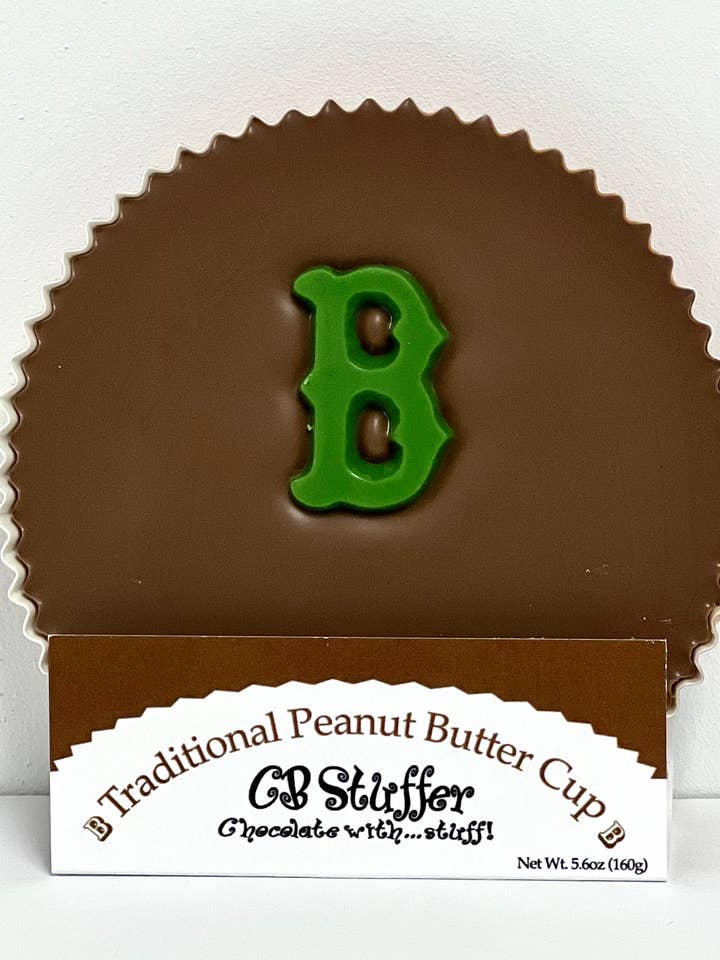 B
B Traditional Peanut Butter Cup B
CB Stuffer
Chocolate with...stuff!
Net Wt. 5.6oz (160g)